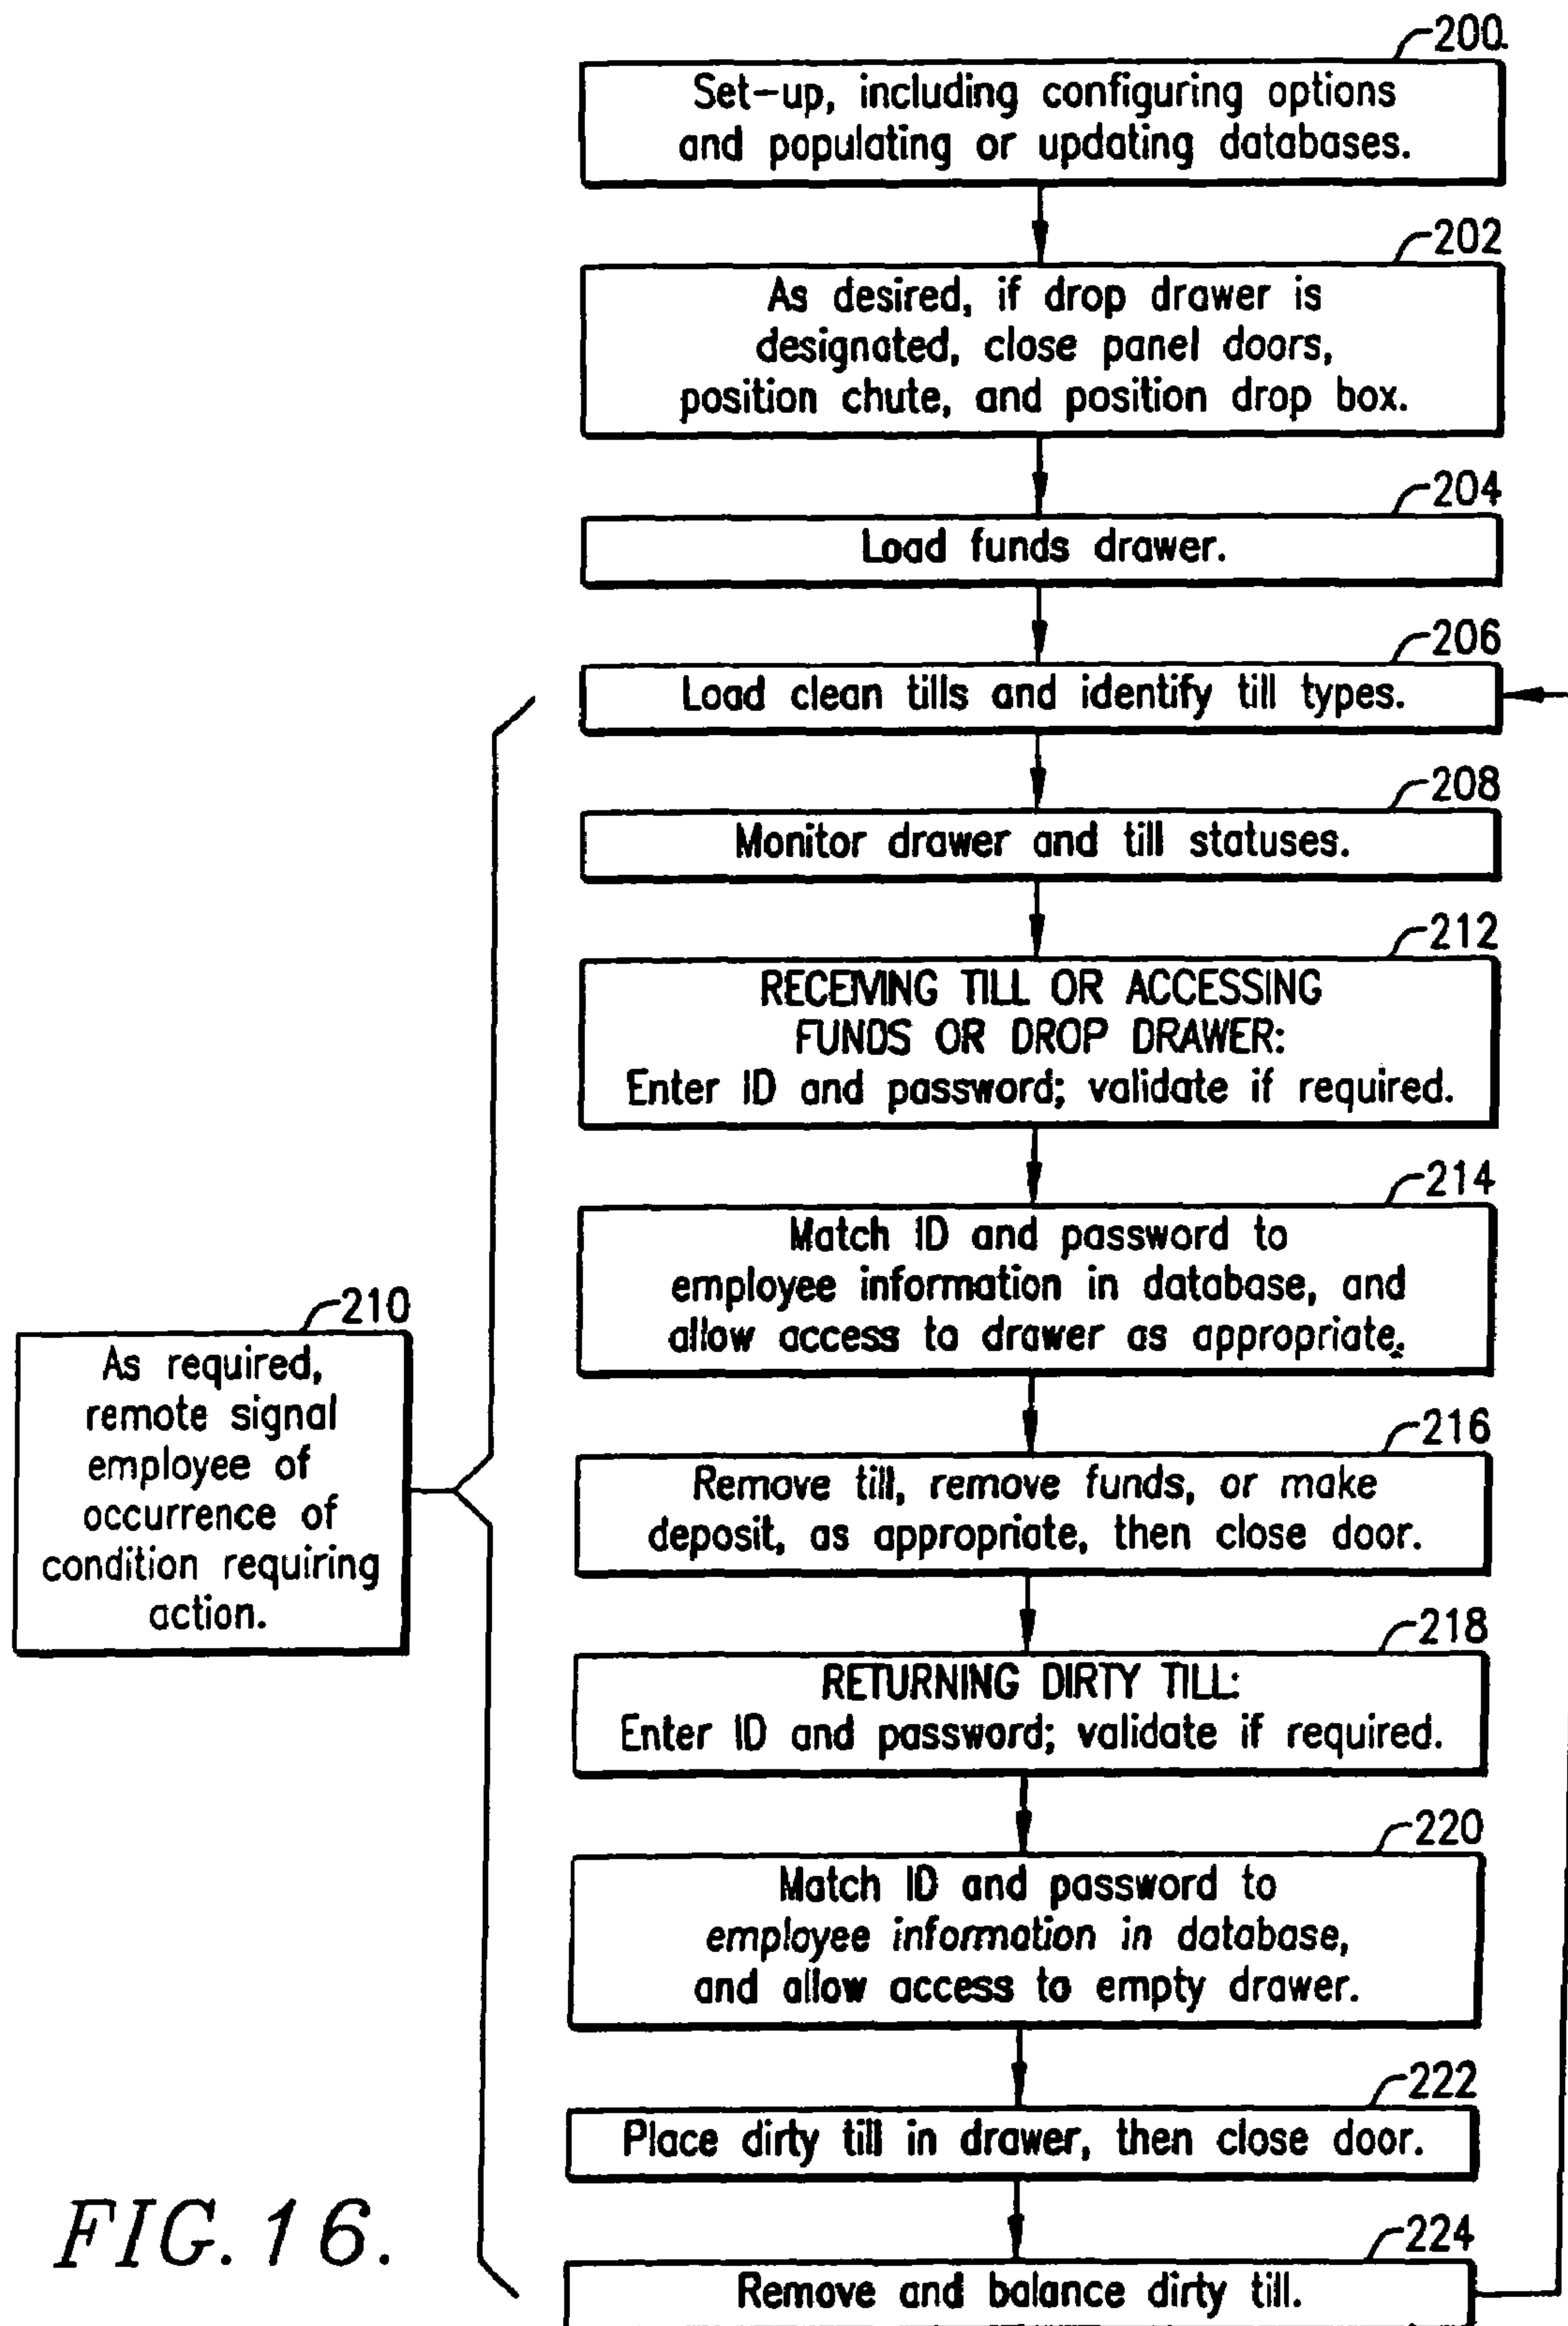 200
Set-up, including configuring options
and populating or updating databases.
202
As desired, if drop drawer is
designated, close panel doors,
position chute, and position drop box.
204
Load funds drawer.
206
Load clean tills and identify till types.
208
Monitor drawer and till statuses.
212
RECEIVING TILL OR ACCESSING
FUNDS OR DROP DRAWER:
Enter ID and password; validate if required.
214
Match ID and password to
employee information in database, and
allow access to drawer as appropriate.
210
As required,
remote signal
employee of
occurrence of
condition requiring
action.
216
Remove till, remove funds, or make
deposit, as appropriate, then close door.
218
RETURNING DIRTY TILL:
Enter ID and password; validate if required.
220
Match ID and password to
employee information in database,
and allow access to empty drawer.
222
Place dirty till in drawer, then close door.
224
Remove and balance dirty till.
FIG. 16.